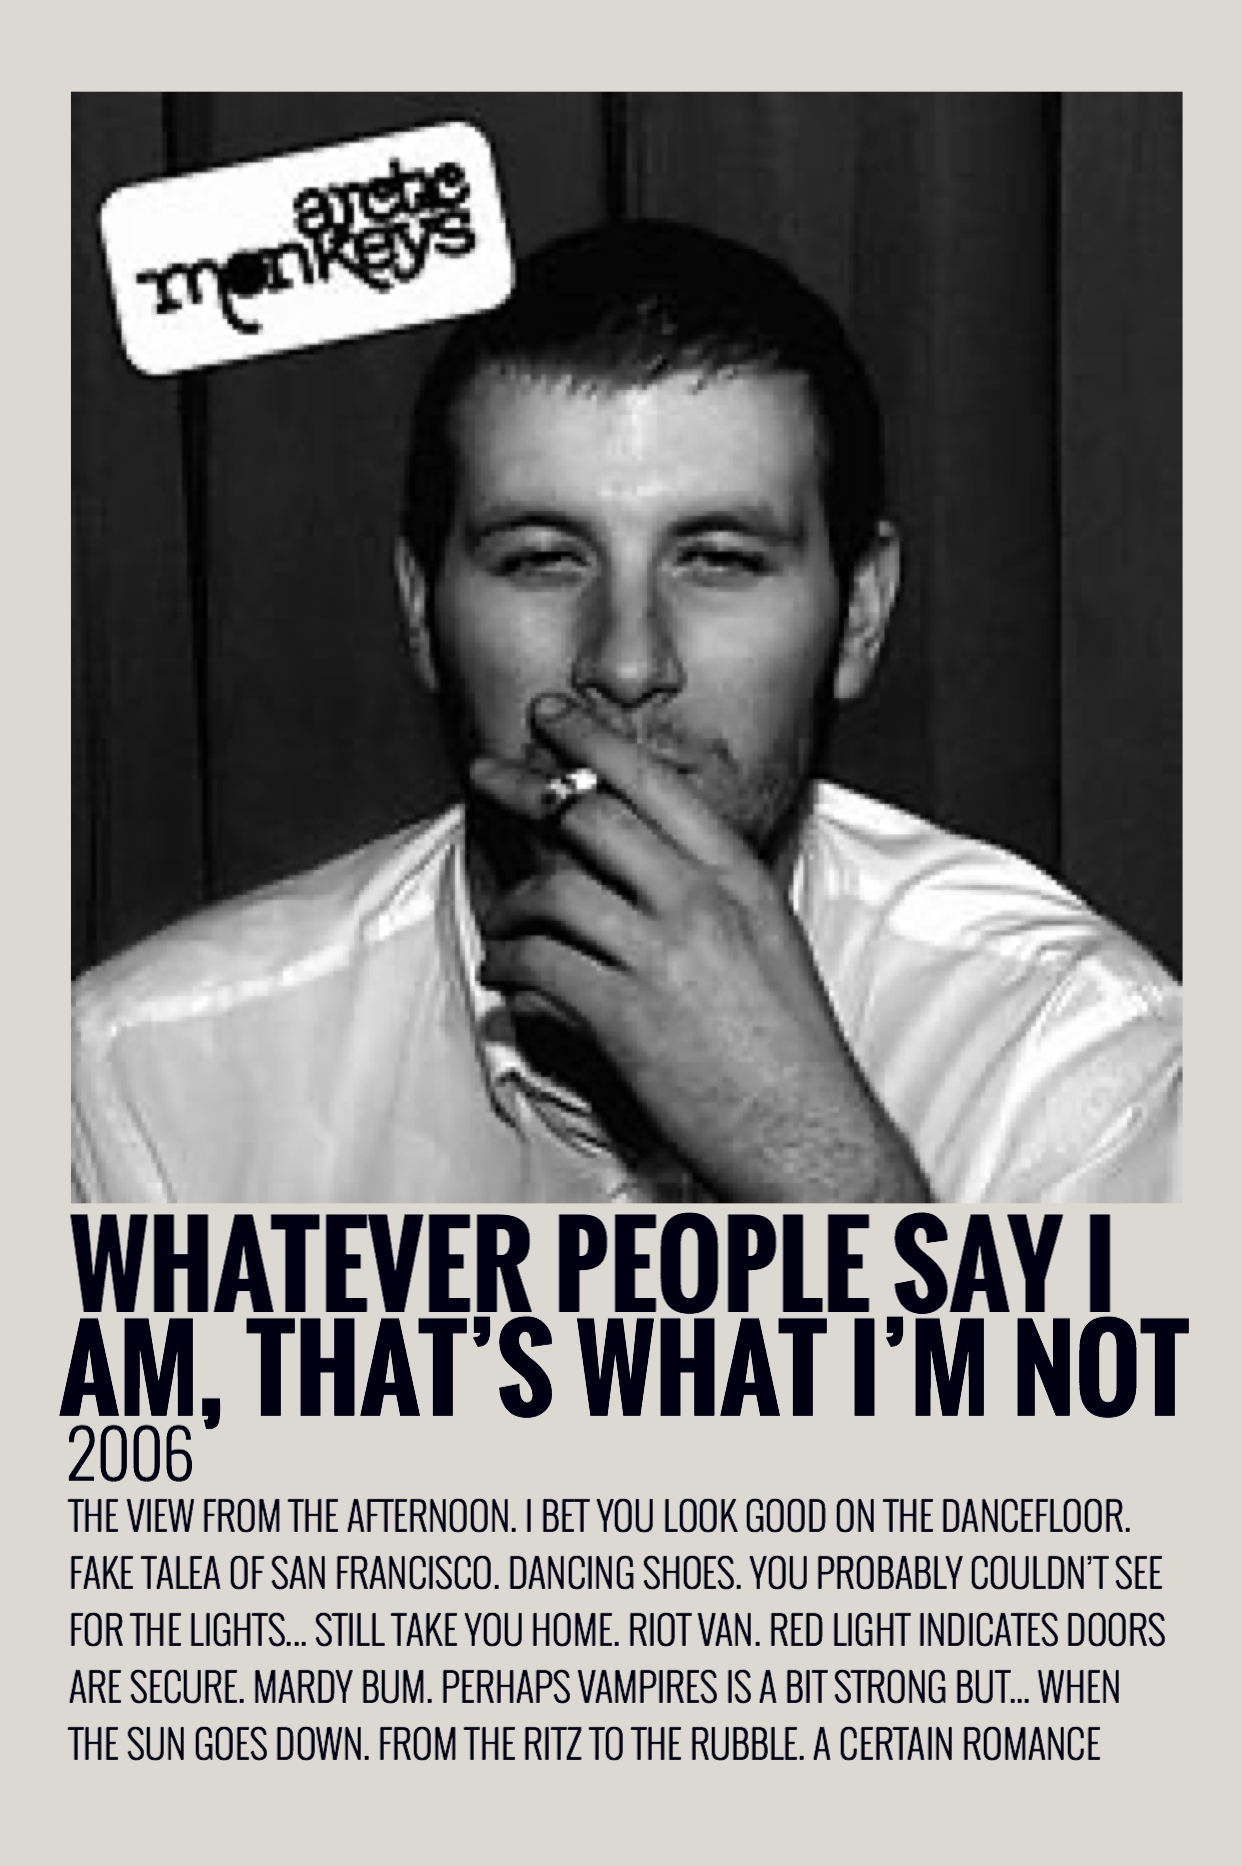 arctic
monkeys
WHATEVER PEOPLE SAY I
AM, THAT'S WHAT I'M NOT
2006
THE VIEW FROM THE AFTERNOON. I BET YOU LOOK GOOD ON THE DANCEFLOOR.
FAKE TALEA OF SAN FRANCISCO. DANCING SHOES. YOU PROBABLY COULDN'T SEE
FOR THE LIGHTS... STILL TAKE YOU HOME. RIOT VAN. RED LIGHT INDICATES DOORS
ARE SECURE. MARDY BUM. PERHAPS VAMPIRES IS A BIT STRONG BUT... WHEN
THE SUN GOES DOWN. FROM THE RITZ TO THE RUBBLE. A CERTAIN ROMANCE